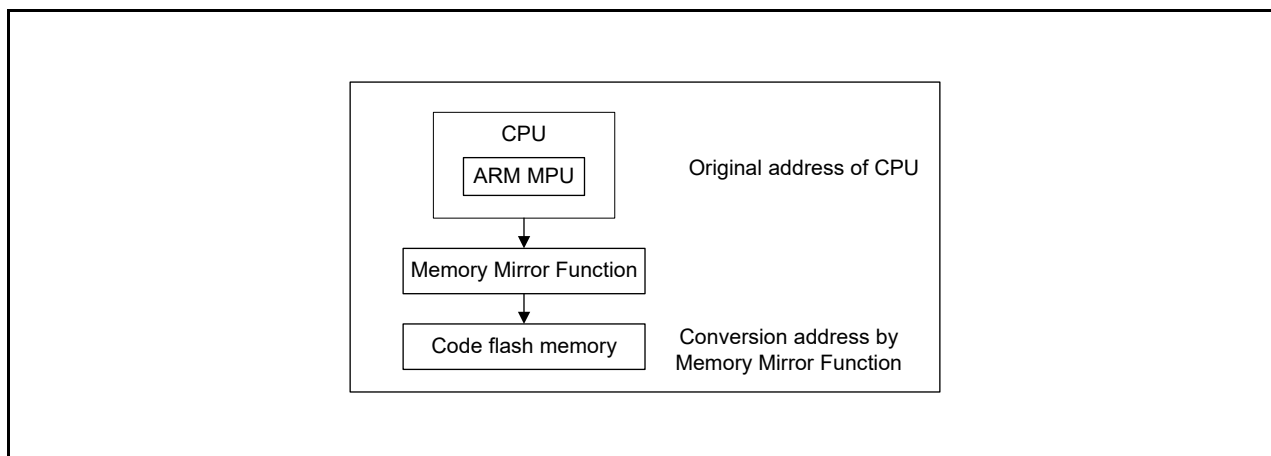 CPU
ARM MPU
Original address of CPU
Memory Mirror Function
Code flash memory
Conversion address by
Memory Mirror Function